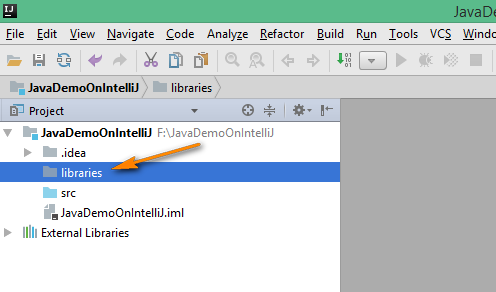 IJ
JavaDe
File Edit View Navigate Code Analyze Refactor Build Run Tools VCS Windo
JavaDemoOnIntelliJ libraries
Project
JavaDemoOnIntelliJ F:\JavaDemoOnIntelliJ
.idea
libraries
src
JavaDemoOnIntelliJ.iml
External Libraries